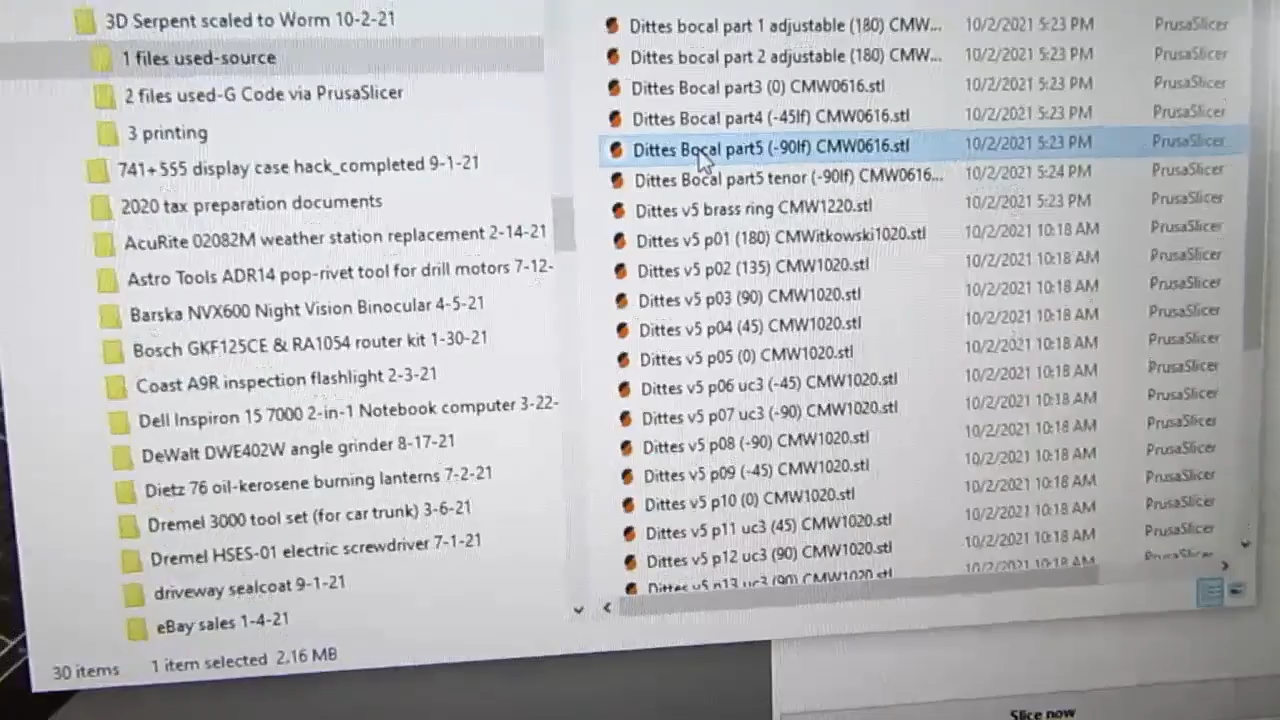 3D Serpent scaled to Worm 10-2-21
1 files used-source
2 files used-G Code via PrusaSlicer
3 printing
741+555 display case hack_completed 9-1-21
2020 tax preparation documents
AcuRite 02082M weather station replacement 2-14-21
Astro Tools ADR14 pop-rivet tool for drill motors 7-12-
Barska NVX600 Night Vision Binocular 4-5-21
Bosch GKF125CE & RA1054 router kit 1-30-21
Coast A9R inspection flashlight 2-3-21
Dell Inspiron 15 7000 2-in-1 Notebook computer 3-22-
DeWalt DWE402W angle grinder 8-17-21
Dietz 76 oil-kerosene burning lanterns 7-2-21
Dremel 3000 tool set (for car trunk) 3-6-21
Dremel HSES-01 electric screwdriver 7-1-21
driveway sealcoat 9-1-21
eBay sales 1-4-21
30 items 1 item selected 2.16 MB
Dittes bocal part 1 adjustable (180) CMW... 10/2/2021 5:23 PM PrusaSlicer
Dittes bocal part 2 adjustable (180) CMW... 10/2/2021 5:23 PM PrusaSlicer
Dittes Bocal part3 (0) CMW0616.stl 10/2/2021 5:23 PM PrusaSlicer
Dittes Bocal part4 (-45lf) CMW0616.stl 10/2/2021 5:23 PM PrusaSlicer
Dittes Bocal part5 (-90lf) CMW0616.stl 10/2/2021 5:23 PM PrusaSlicer
Dittes Bocal part5 tenor (-90lf) CMW0616... 10/2/2021 5:24 PM PrusaSlicer
Dittes v5 brass ring CMW1220.stl 10/2/2021 5:23 PM PrusaSlicer
Dittes v5 p01 (180) CMWitkowski1020.stl 10/2/2021 10:18 AM PrusaSlicer
Dittes v5 p02 (135) CMW1020.stl 10/2/2021 10:18 AM PrusaSlicer
Dittes v5 p03 (90) CMW1020.stl 10/2/2021 10:18 AM PrusaSlicer
Dittes v5 p04 (45) CMW1020.stl 10/2/2021 10:18 AM PrusaSlicer
Dittes v5 p05 (0) CMW1020.stl 10/2/2021 10:18 AM PrusaSlicer
Dittes v5 p06 uc3 (-45) CMW1020.stl 10/2/2021 10:18 AM PrusaSlicer
Dittes v5 p07 uc3 (-90) CMW1020.stl 10/2/2021 10:18 AM PrusaSlicer
Dittes v5 p08 (-90) CMW1020.stl 10/2/2021 10:18 AM PrusaSlicer
Dittes v5 p09 (-45) CMW1020.stl 10/2/2021 10:18 AM PrusaSlicer
Dittes v5 p10 (0) CMW1020.stl 10/2/2021 10:18 AM PrusaSlicer
Dittes v5 p11 uc3 (45) CMW1020.stl 10/2/2021 10:18 AM PrusaSlicer
Dittes v5 p12 uc3 (90) CMW1020.stl 10/2/2021 10:18 AM PrusaSlicer
Dittes v5 p13 uc3 (90) CMW1020.stl 10/2/2021 10:18 AM PrusaSlicer
Slice now